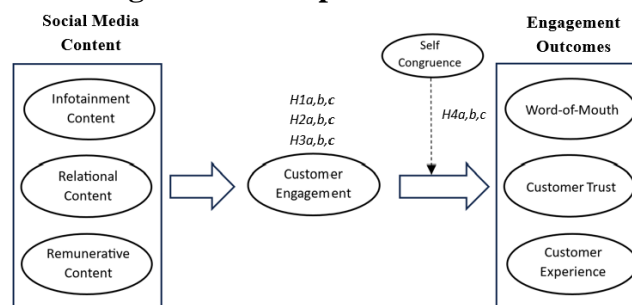 Social Media
Content
Infotainment
Content
Relational
Content
Remunerative
Content
H1a,b,c
H2a,b,c
H3a,b,c
Customer
Engagement
Self
Congruence
H4a,b,c
Engagement
Outcomes
Word-of-Mouth
Customer Trust
Customer
Experience